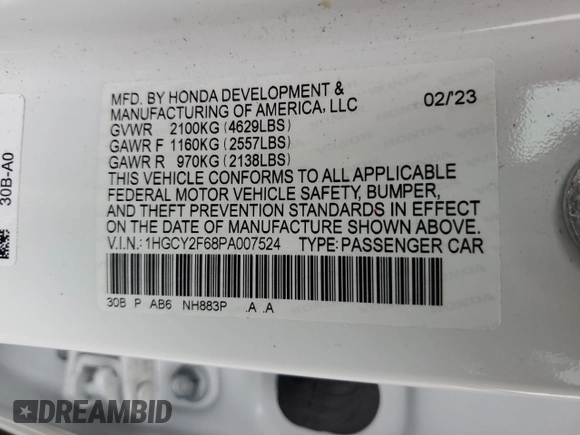 MFD. BY HONDA DEVELOPMENT &
MANUFACTURING OF AMERICA, LLC 02/'23
GVWR 2100KG (4629LBS)
GAWR F 1160KG (2557LBS)
GAWR R 970KG (2138LBS)
THIS VEHICLE CONFORMS TO ALL APPLICABLE
FEDERAL MOTOR VEHICLE SAFETY, BUMPER,
AND THEFT PREVENTION STANDARDS IN EFFECT
ON THE DATE OF MANUFACTURE SHOWN ABOVE.
V.I.N.: 1HGCY2F68PA007524 TYPE: PASSENGER CAR
30B P AB6 NH883P .A .A
30B-A0
DREAMBID